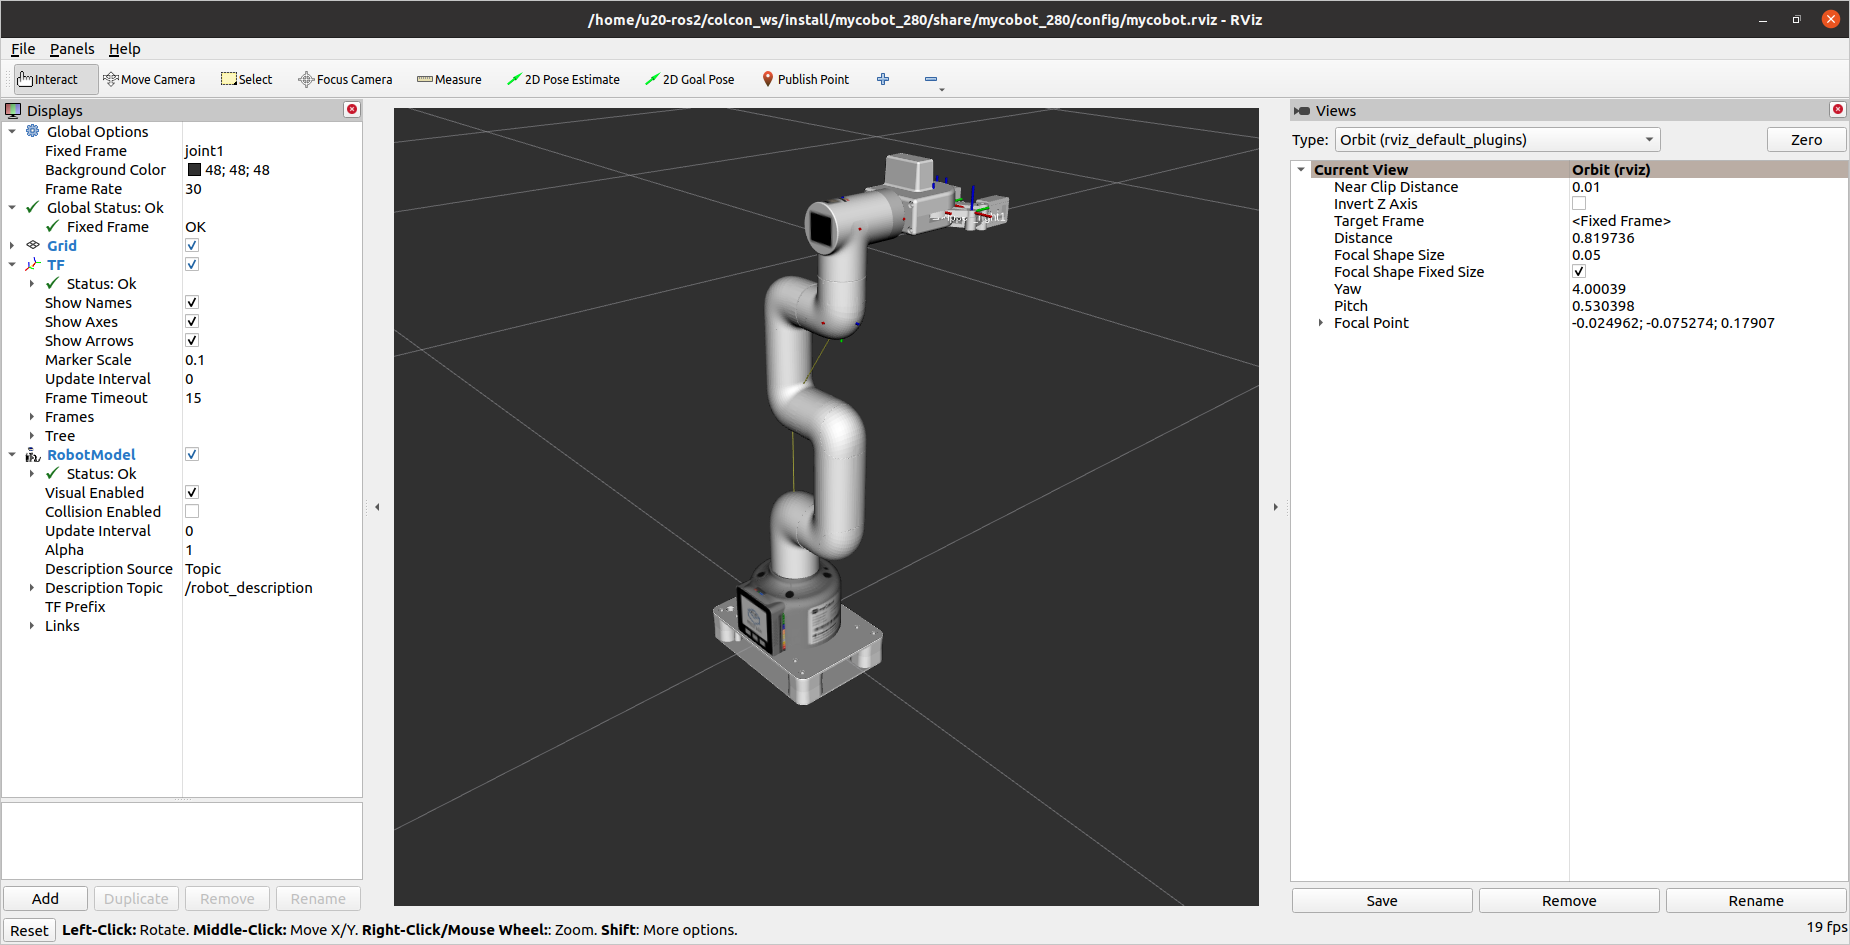 /home/u20-ros2/colcon_ws/install/mycobot_280/share/mycobot_280/config/mycobot.rviz - RViz
File Panels Help
Interact Move Camera Select Focus Camera Measure 2D Pose Estimate 2D Goal Pose Publish Point
Displays
Global Options
Fixed Frame joint1
Background Color 48; 48; 48
Frame Rate 30
Global Status: Ok
Fixed Frame OK
Grid
TF
Status: Ok
Show Names
Show Axes
Show Arrows
Marker Scale 0.1
Update Interval 0
Frame Timeout 15
Frames
Tree
RobotModel
Status: Ok
Visual Enabled
Collision Enabled
Update Interval 0
Alpha 1
Description Source Topic
Description Topic /robot_description
TF Prefix
Links
Add Duplicate Remove Rename
Views
Type: Orbit (rviz_default_plugins) Zero
Current View Orbit (rviz)
Near Clip Distance 0.01
Invert Z Axis
Target Frame <Fixed Frame>
Distance 0.819736
Focal Shape Size 0.05
Focal Shape Fixed Size
Yaw 4.00039
Pitch 0.530398
Focal Point -0.024962; -0.075274; 0.17907
Save Remove Rename
Reset Left-Click: Rotate. Middle-Click: Move X/Y. Right-Click/Mouse Wheel:: Zoom. Shift: More options.
19 fps